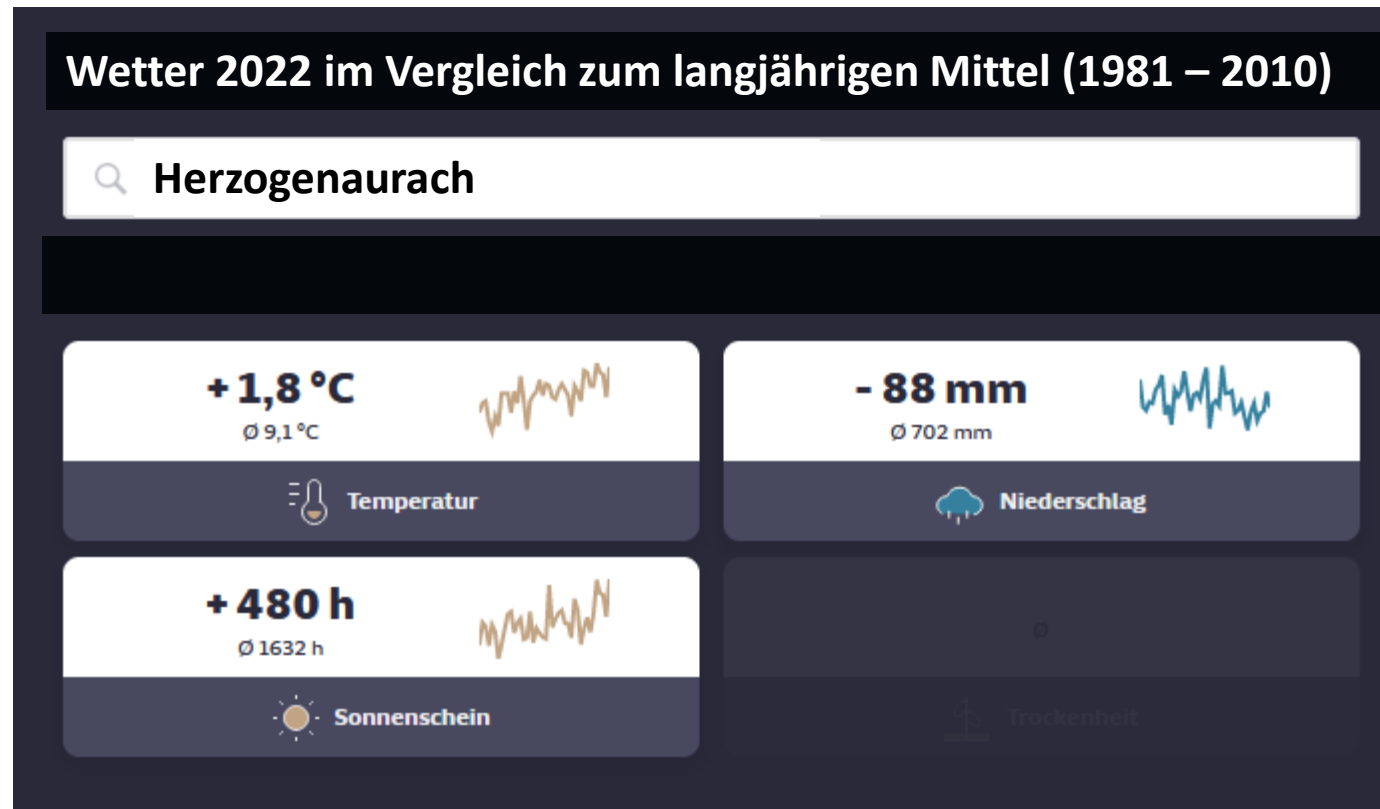 Wetter 2022 im Vergleich zum langjährigen Mittel (1981 – 2010)
Herzogenaurach
+ 1,8 °C
Ø 9,1 °C
Temperatur
- 88 mm
Ø 702 mm
Niederschlag
+ 480 h
Ø 1632 h
Sonnenschein
Ø
Trockenheit